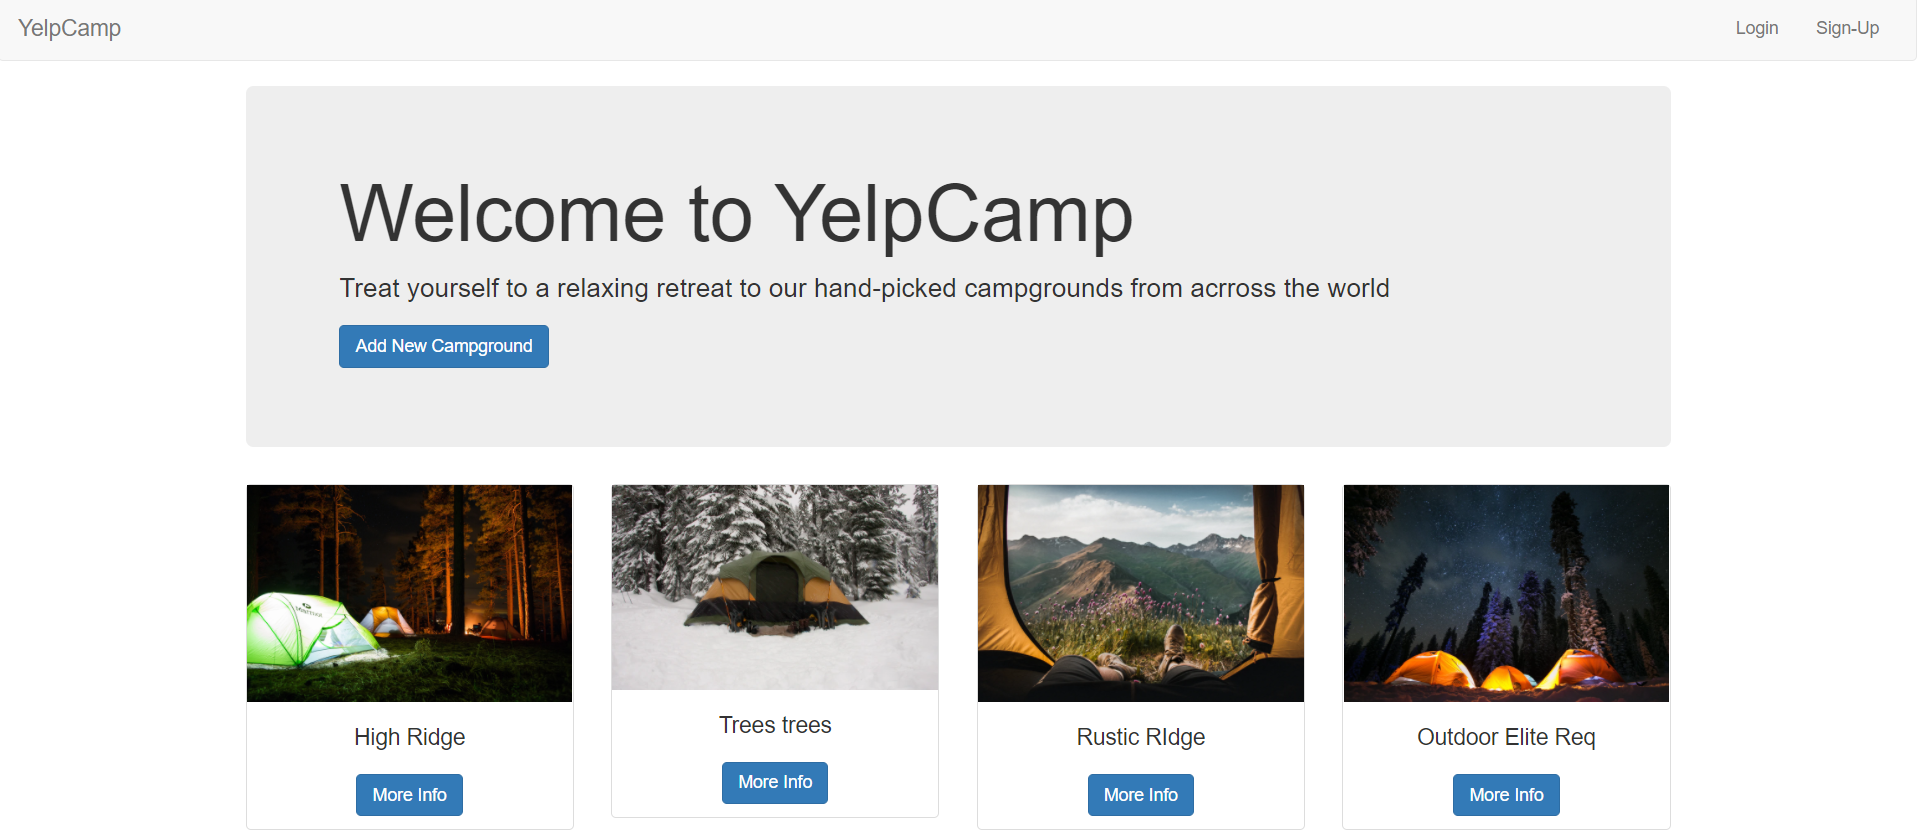 YelpCamp
Login
Sign-Up
Welcome to YelpCamp
Treat yourself to a relaxing retreat to our hand-picked campgrounds from acrross the world
Add New Campground
High Ridge
Trees trees
Rustic RIdge
Outdoor Elite Req
More Info
More Info
More Info
More Info